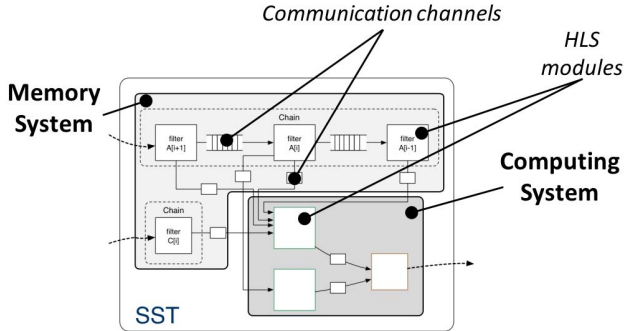 Communication channels
HLS
modules
Memory
System
Chain
filter
A[i+1]
filter
A[i]
filter
A[i-1]
Computing
System
Chain
filter
C[i]
SST